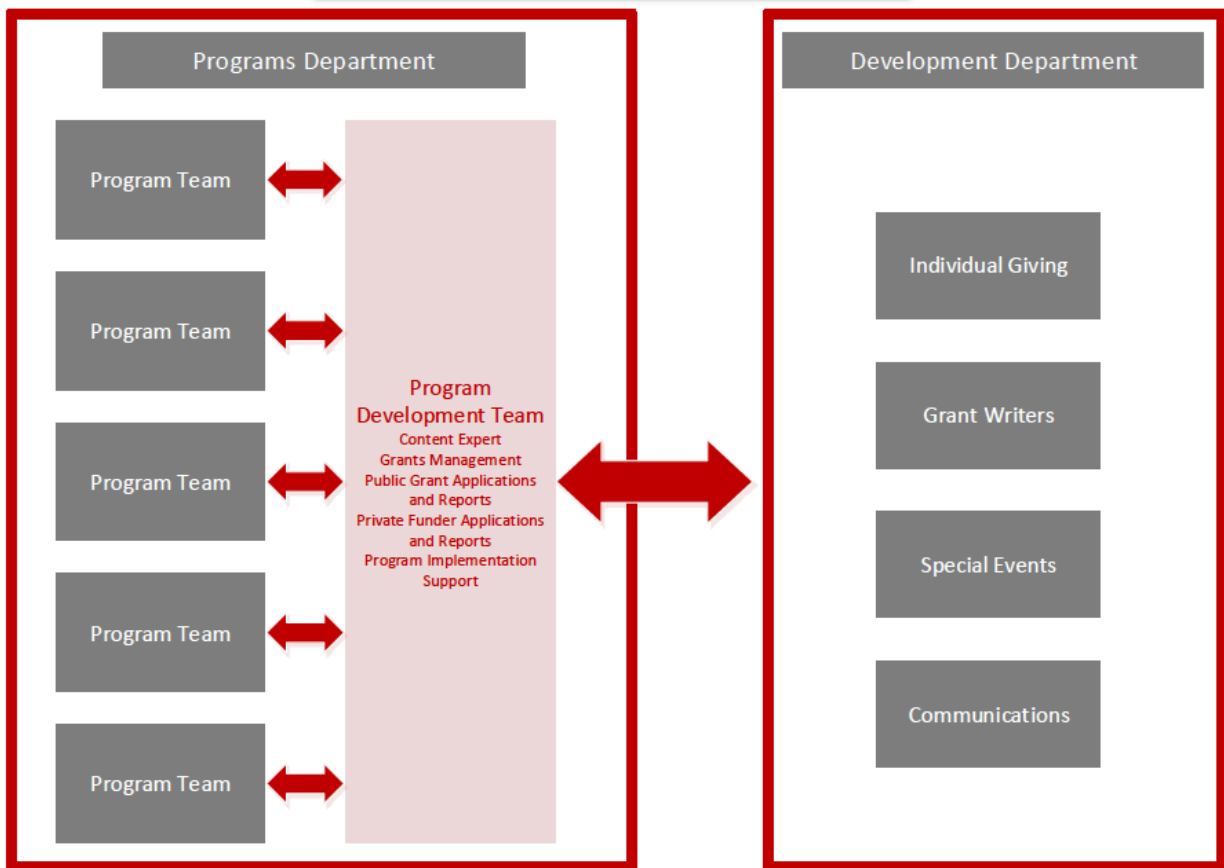 Programs Department
Program Team
Program Team
Program Team
Program Team
Program Team
Program
Development Team
Content Expert
Grants Management
Public Grant Applications
and Reports
Private Funder Applications
and Reports
Program Implementation
Support
Development Department
Individual Giving
Grant Writers
Special Events
Communications